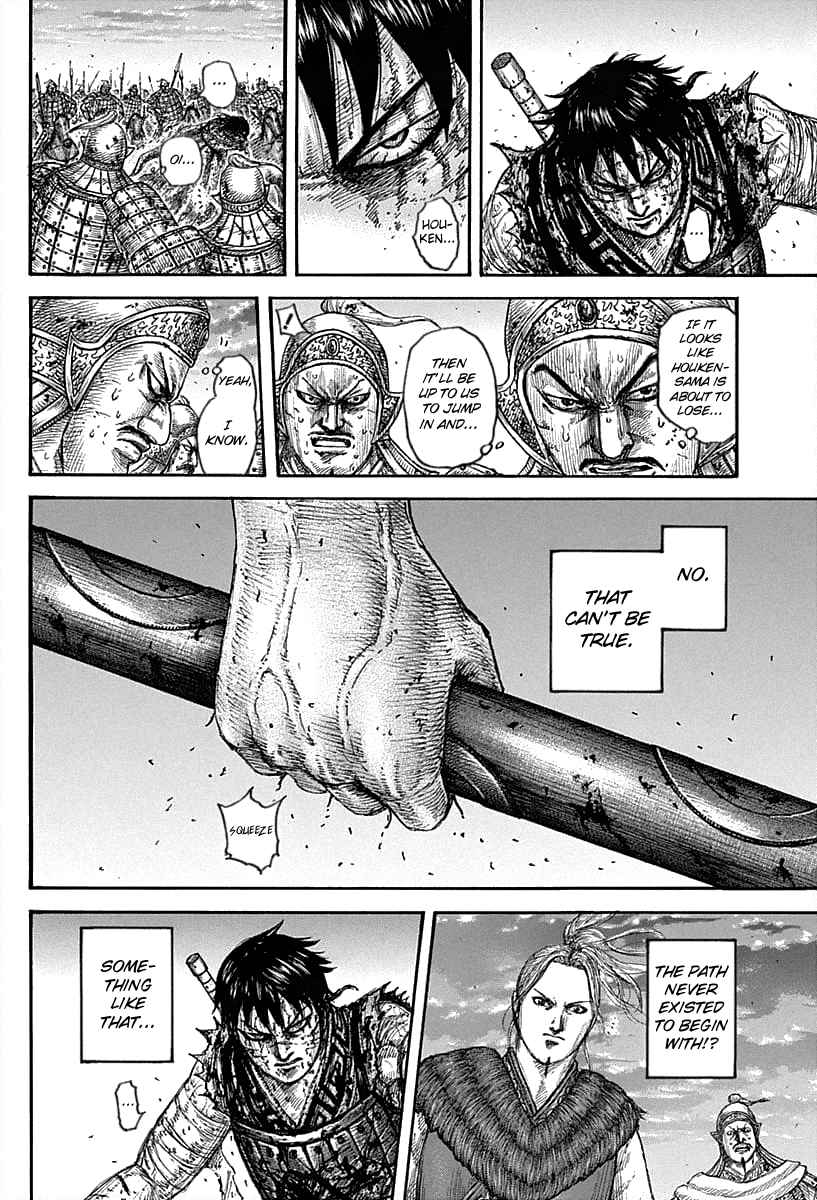 ...
HOU-
KEN...
...
OI...
IF IT
LOOKS
LIKE
HOUKEN-
SAMA IS
ABOUT TO
LOSE...
THEN
IT'LL BE
UP TO US
TO JUMP
IN AND...
!
YEAH,
I
KNOW.
NO.
THAT
CAN'T BE
TRUE.
SQUEEZE
THE PATH
NEVER
EXISTED
TO BEGIN
WITH!?
SOME-
THING
LIKE
THAT...
...